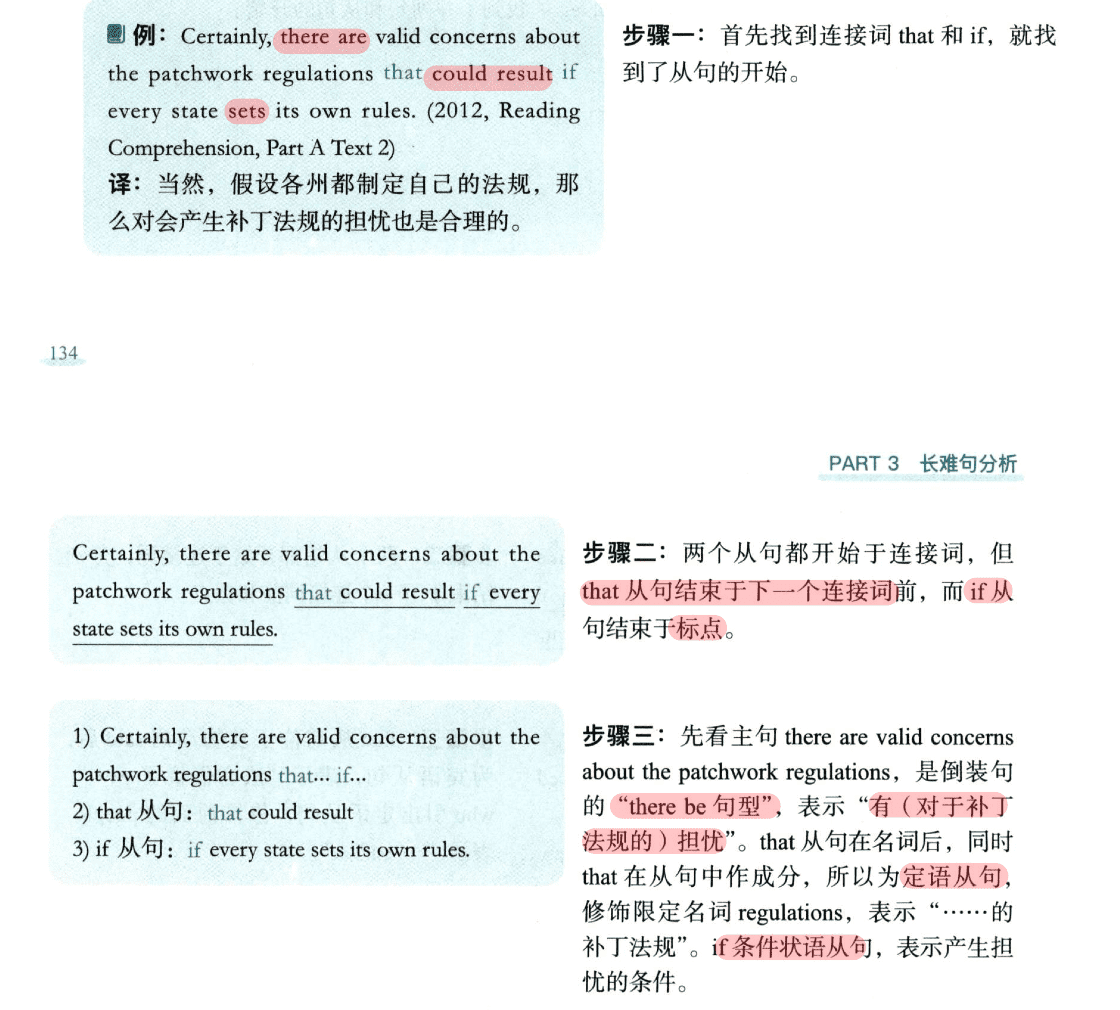 例：Certainly, there are valid concerns about
the patchwork regulations that could result if
every state sets its own rules. (2012, Reading
Comprehension, Part A Text 2)
译：当然，假设各州都制定自己的法规，那
么对会产生补丁法规的担忧也是合理的。
步骤一：首先找到连接词 that 和 if，就找
到了从句的开始。
134
PART 3 长难句分析
Certainly, there are valid concerns about the
patchwork regulations that could result if every
state sets its own rules.
步骤二：两个从句都开始于连接词，但
that 从句结束于下一个连接词前，而 if 从
句结束于标点。
1) Certainly, there are valid concerns about the
patchwork regulations that... if...
2) that 从句：that could result
3) if 从句：if every state sets its own rules.
步骤三：先看主句 there are valid concerns
about the patchwork regulations，是倒装句
的“there be 句型”，表示“有（对于补丁
法规的）担忧”。that 从句在名词后，同时
that 在从句中作成分，所以为定语从句，
修饰限定名词 regulations，表示“……的
补丁法规”。if 条件状语从句，表示产生担
忧的条件。